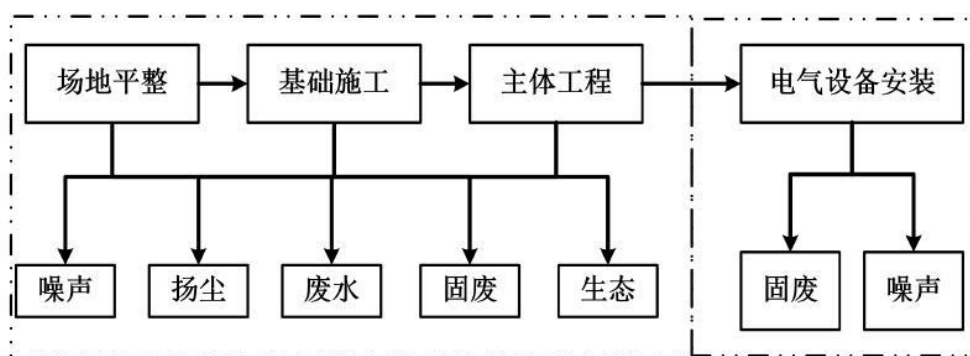 场地平整
基础施工
主体工程
电气设备安装
噪声
扬尘
废水
固废
生态
固废
噪声